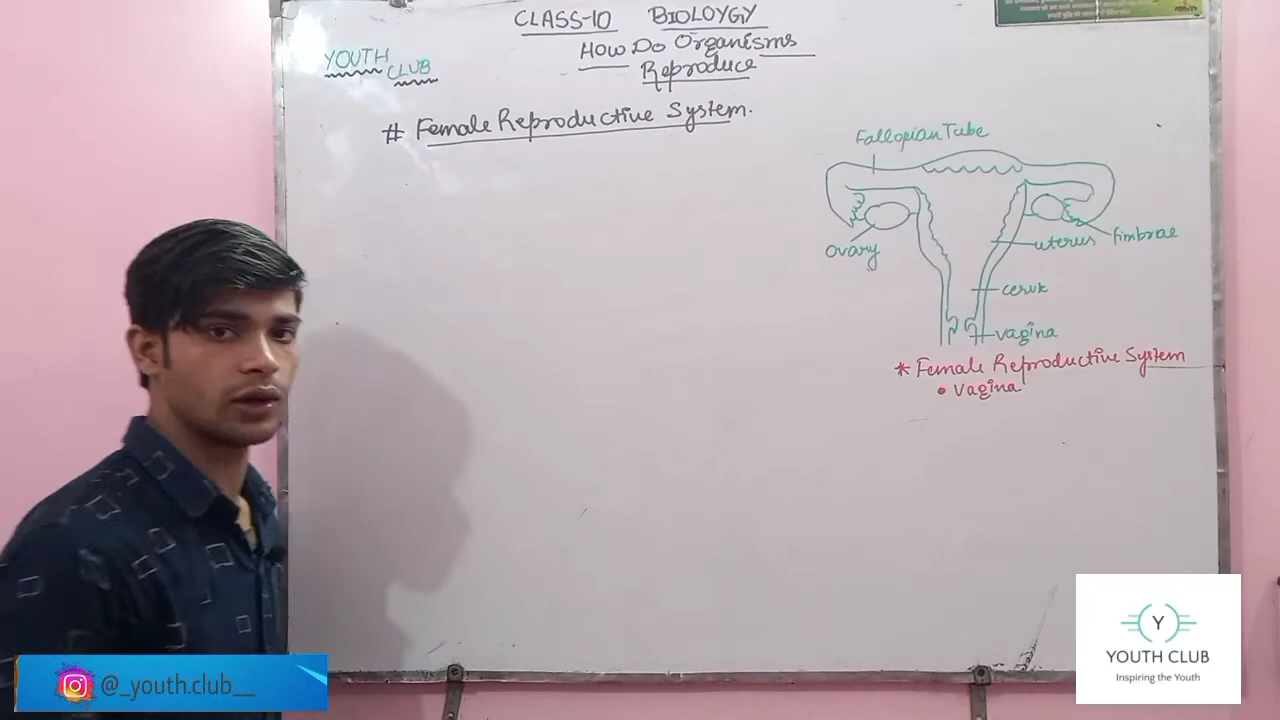 CLASS-10 BIOLOYGY
How Do Organisms
Reproduce
YOUTH
CLUB
# Female Reproductive System.
Fallopian Tube
ovary
uterus
fimbriae
cervix
vagina
* Female Reproductive System
• Vagina
@_youth.club__
Y
YOUTH CLUB
Inspiring the Youth